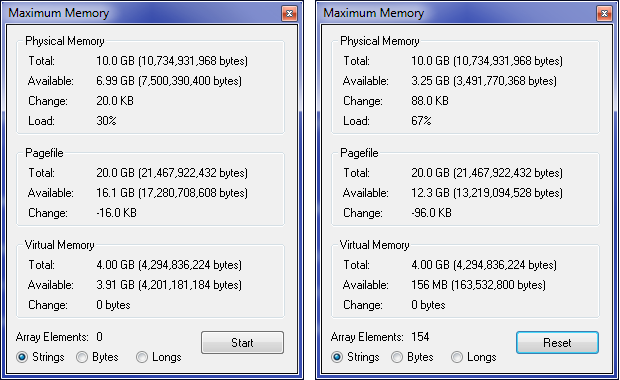 Maximum Memory
Physical Memory
Total: 10.0 GB (10,734,931,968 bytes)
Available: 6.99 GB (7,500,390,400 bytes)
Change: 20.0 KB
Load: 30%
Pagefile
Total: 20.0 GB (21,467,922,432 bytes)
Available: 16.1 GB (17,280,708,608 bytes)
Change: -16.0 KB
Virtual Memory
Total: 4.00 GB (4,294,836,224 bytes)
Available: 3.91 GB (4,201,181,184 bytes)
Change: 0 bytes
Array Elements: 0
Start
Strings Bytes Longs
Maximum Memory
Physical Memory
Total: 10.0 GB (10,734,931,968 bytes)
Available: 3.25 GB (3,491,770,368 bytes)
Change: 88.0 KB
Load: 67%
Pagefile
Total: 20.0 GB (21,467,922,432 bytes)
Available: 12.3 GB (13,219,094,528 bytes)
Change: -96.0 KB
Virtual Memory
Total: 4.00 GB (4,294,836,224 bytes)
Available: 156 MB (163,532,800 bytes)
Change: 0 bytes
Array Elements: 154
Reset
Strings Bytes Longs